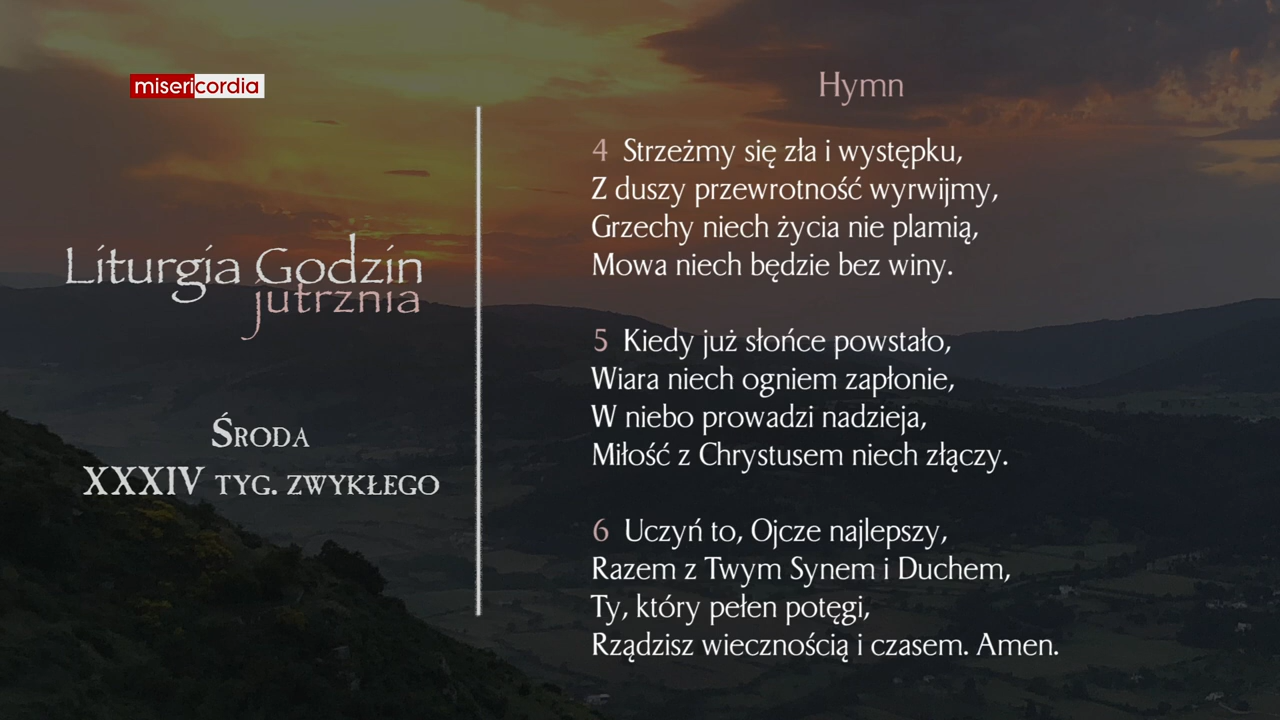 misericordia
Liturgia Godzin
jutrznia
Środa
XXXIV tyg. zwykłego
Hymn
4 Strzeżmy się zła i występku,
Z duszy przewrotność wyrwijmy,
Grzechy niech życia nie plamią,
Mowa niech będzie bez winy.
5 Kiedy już słońce powstało,
Wiara niech ogniem zapłonie,
W niebo prowadzi nadzieja,
Miłość z Chrystusem niech złączy.
6 Uczyń to, Ojcze najlepszy,
Razem z Twym Synem i Duchem,
Ty, który pełen potęgi,
Rządzisz wiecznością i czasem. Amen.